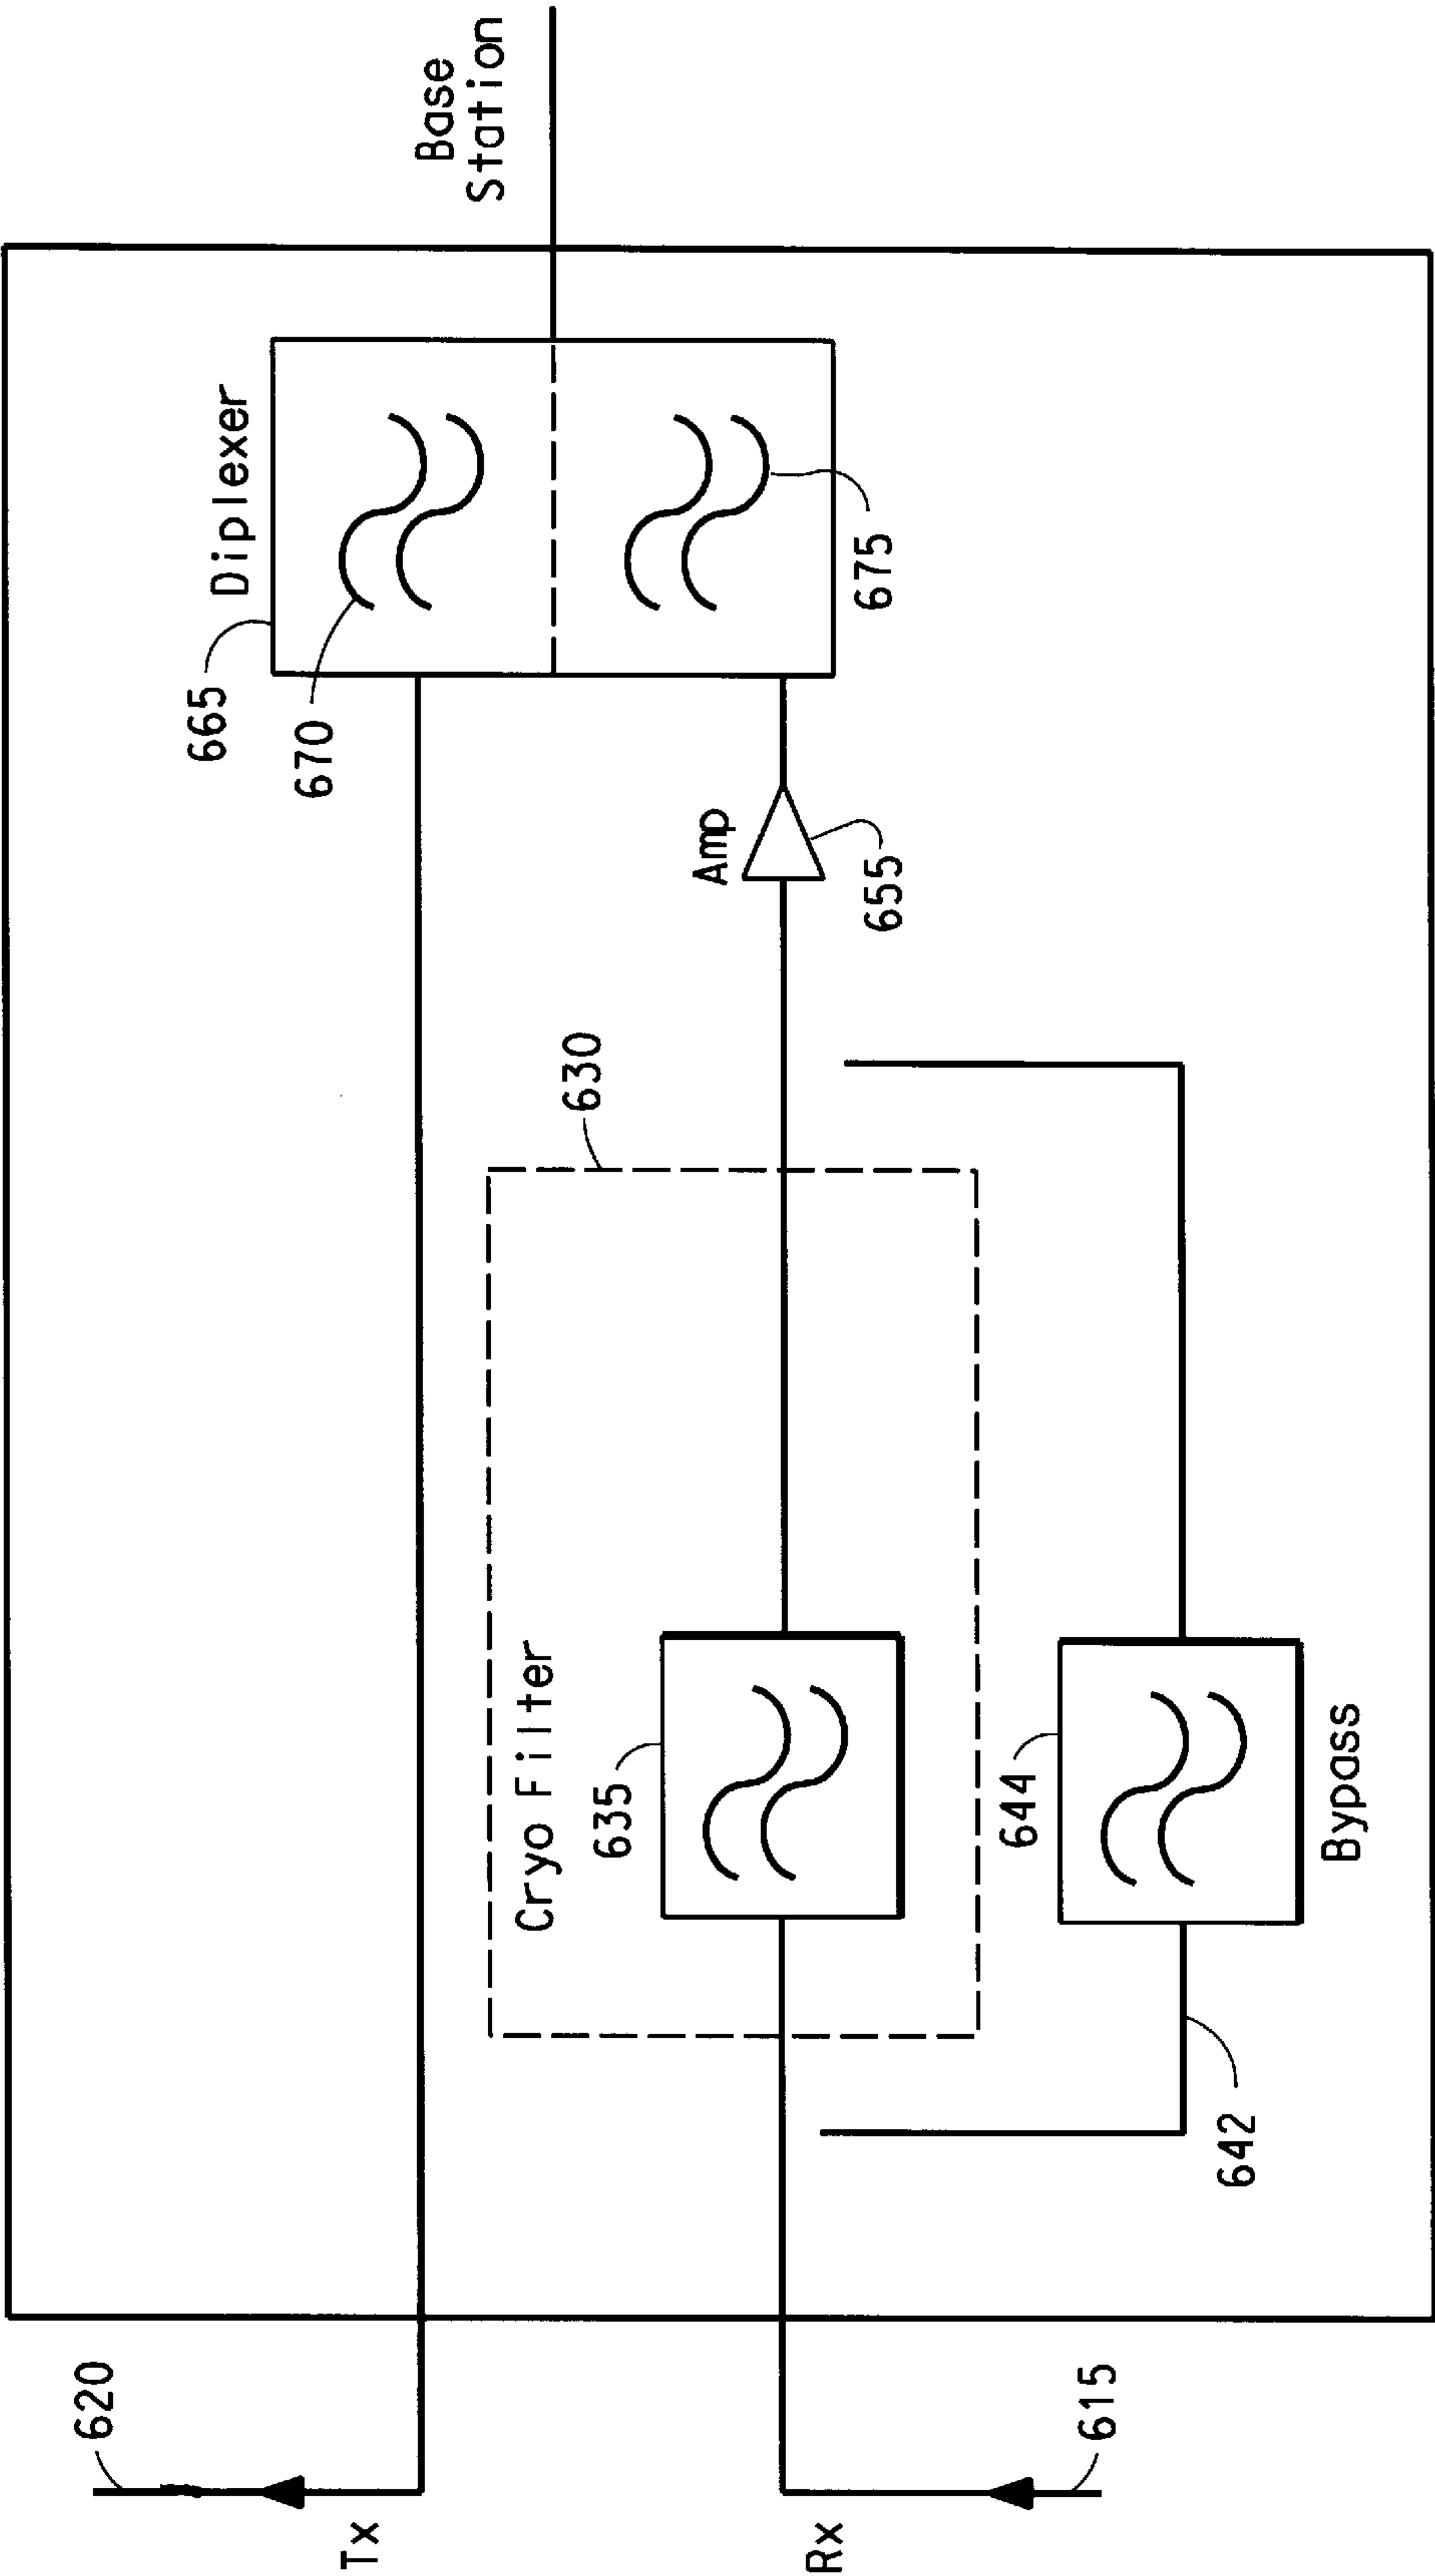 620
Tx
Rx
615
Cryo Filter
635
630
644
Bypass
642
Amp
655
665
Diplexer
670
675
Base
Station